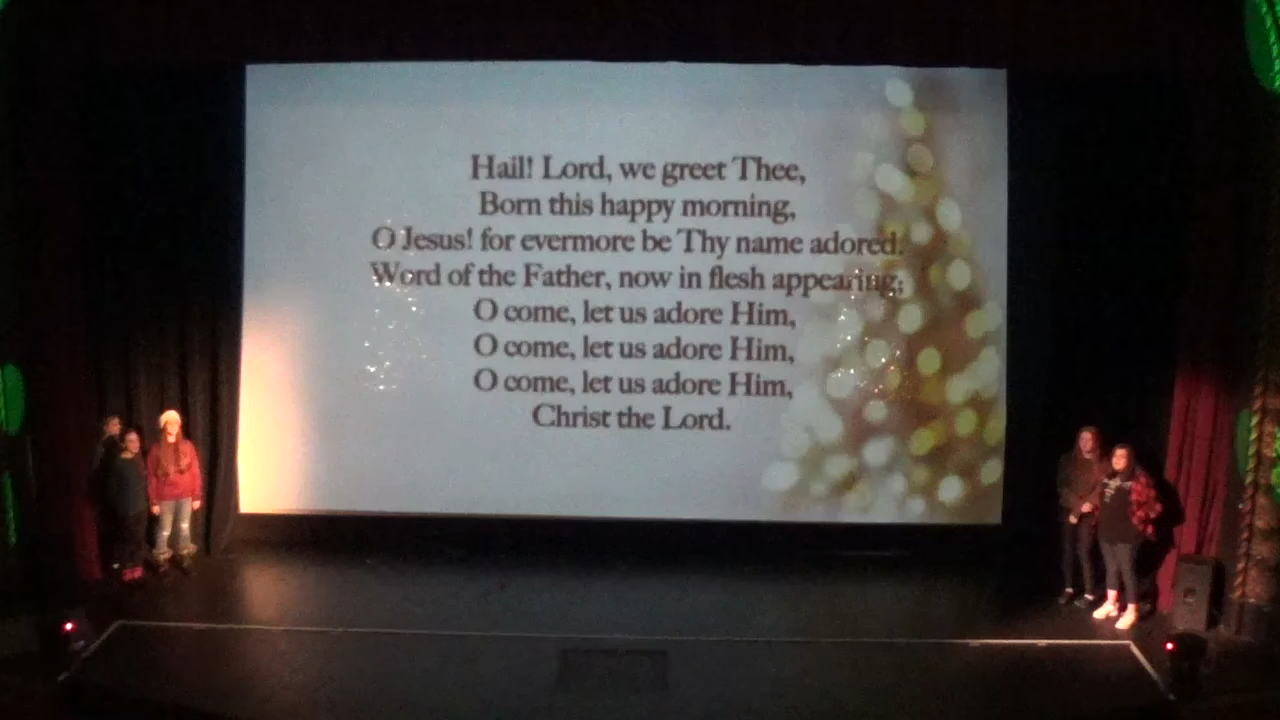 Hail! Lord, we greet Thee,
Born this happy morning,
O Jesus! for evermore be Thy name adored.
Word of the Father, now in flesh appearing;
O come, let us adore Him,
O come, let us adore Him,
O come, let us adore Him,
Christ the Lord.